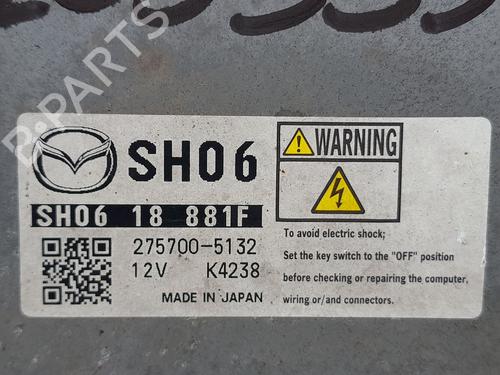 SH06
SH06 18 881F
275700-5132
12V K4238
MADE IN JAPAN
WARNING
To avoid electric shock;
Set the key switch to the "OFF" position
before checking or repairing the computer,
wiring or/and connectors.